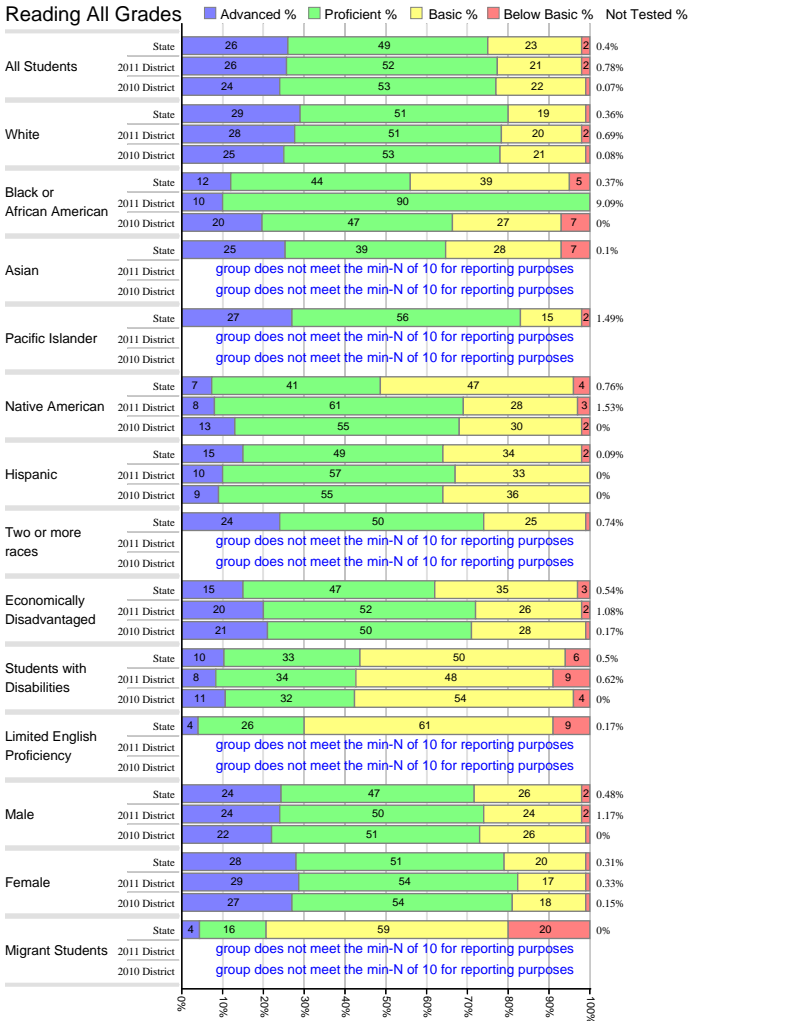 Reading All Grades Advanced % Proficient % Basic % Below Basic % Not Tested %
All Students
State 26 49 23 2 0.4%
2011 District 26 52 21 2 0.78%
2010 District 24 53 22 0.07%
White
State 29 51 19 0.36%
2011 District 28 51 20 2 0.69%
2010 District 25 53 21 0.08%
Black or
African American
State 12 44 39 5 0.37%
2011 District 10 90 9.09%
2010 District 20 47 27 7 0%
Asian
State 25 39 28 7 0.1%
2011 District group does not meet the min-N of 10 for reporting purposes
2010 District group does not meet the min-N of 10 for reporting purposes
Pacific Islander
State 27 56 15 2 1.49%
2011 District group does not meet the min-N of 10 for reporting purposes
2010 District group does not meet the min-N of 10 for reporting purposes
Native American
State 7 41 47 4 0.76%
2011 District 8 61 28 3 1.53%
2010 District 13 55 30 2 0%
Hispanic
State 15 49 34 2 0.09%
2011 District 10 57 33 0%
2010 District 9 55 36 0%
Two or more
races
State 24 50 25 0.74%
2011 District group does not meet the min-N of 10 for reporting purposes
2010 District group does not meet the min-N of 10 for reporting purposes
Economically
Disadvantaged
State 15 47 35 3 0.54%
2011 District 20 52 26 2 1.08%
2010 District 21 50 28 0.17%
Students with
Disabilities
State 10 33 50 6 0.5%
2011 District 8 34 48 9 0.62%
2010 District 11 32 54 4 0%
Limited English
Proficiency
State 4 26 61 9 0.17%
2011 District group does not meet the min-N of 10 for reporting purposes
2010 District group does not meet the min-N of 10 for reporting purposes
Male
State 24 47 26 2 0.48%
2011 District 24 50 24 2 1.17%
2010 District 22 51 26 0%
Female
State 28 51 20 0.31%
2011 District 29 54 17 0.33%
2010 District 27 54 18 0.15%
Migrant Students
State 4 16 59 20 0%
2011 District group does not meet the min-N of 10 for reporting purposes
2010 District group does not meet the min-N of 10 for reporting purposes
0% 10% 20% 30% 40% 50% 60% 70% 80% 90% 100%